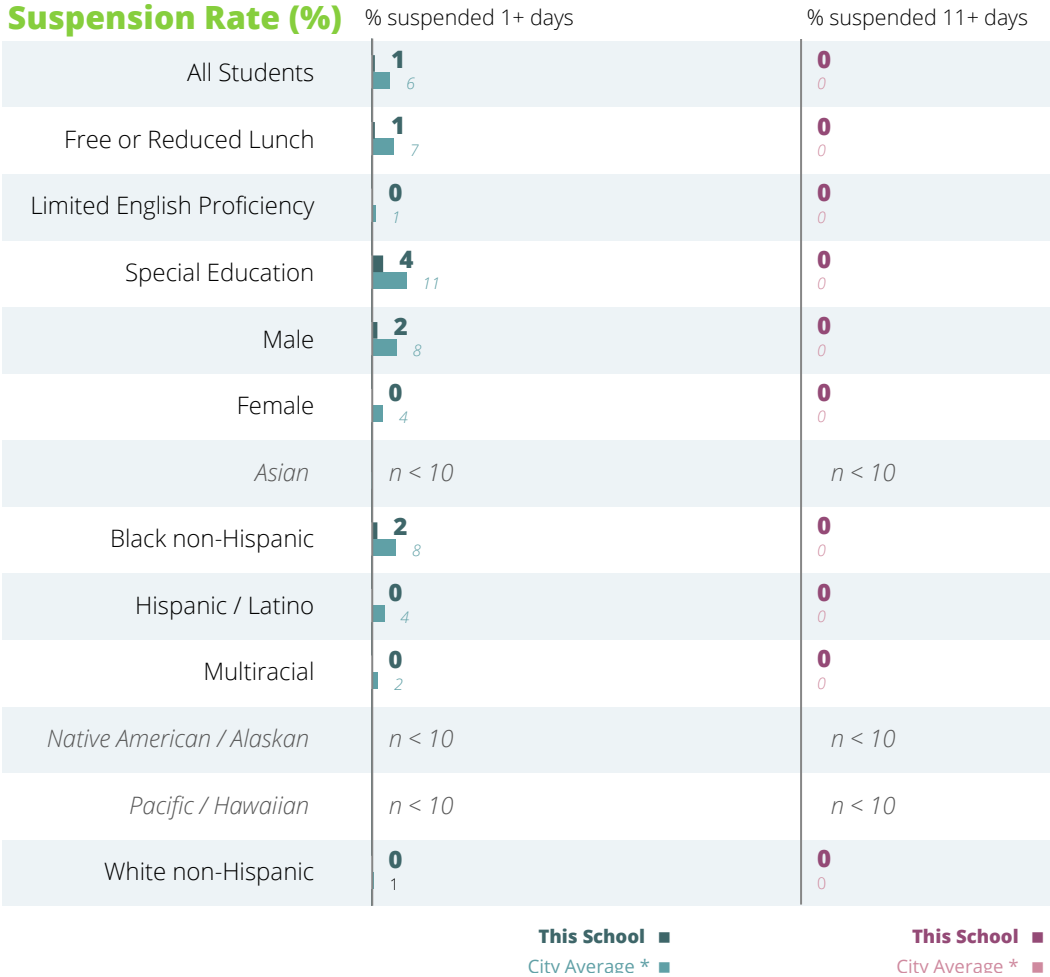 Suspension Rate (%) % suspended 1+ days % suspended 11+ days
All Students 1 0
6 0
Free or Reduced Lunch 1 0
7 0
Limited English Proficiency 0 0
1 0
Special Education 4 0
11 0
Male 2 0
8 0
Female 0 0
4 0
Asian n < 10 n < 10
Black non-Hispanic 2 0
8 0
Hispanic / Latino 0 0
4 0
Multiracial 0 0
2 0
Native American / Alaskan n < 10 n < 10
Pacific / Hawaiian n < 10 n < 10
White non-Hispanic 0 0
1 0
This School This School
City Average * City Average *